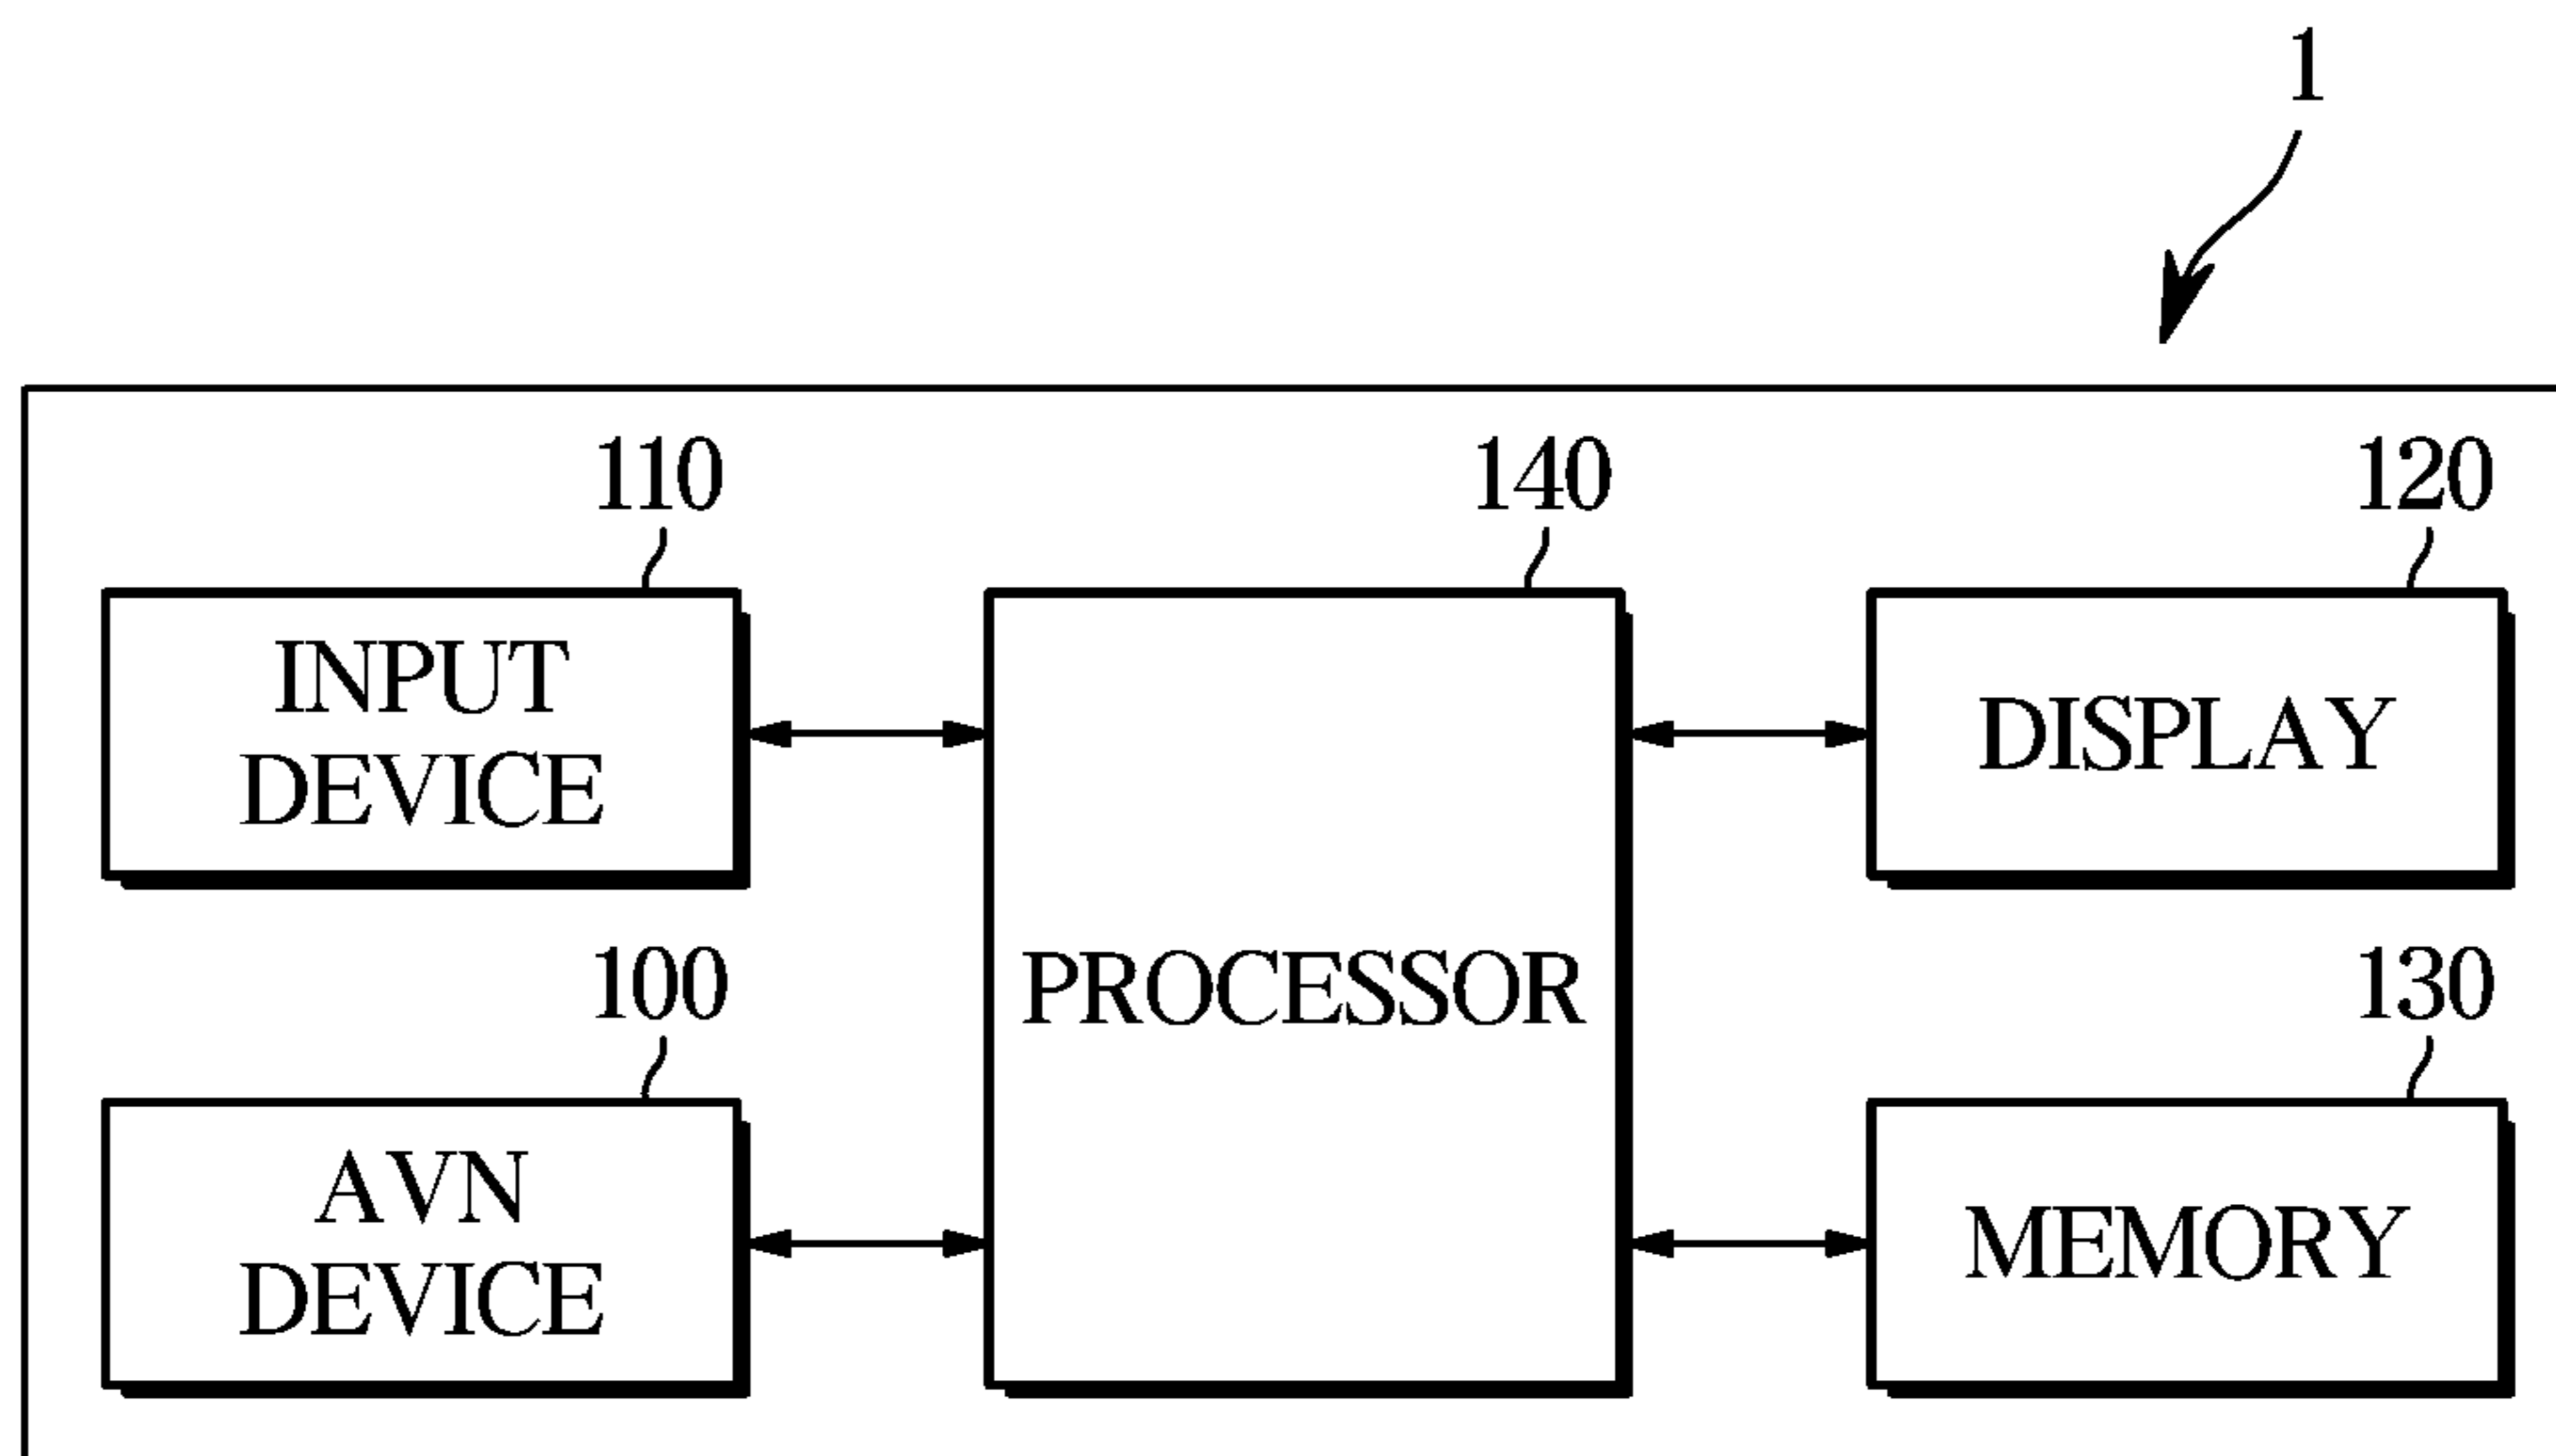 1
110
140
120
INPUT
DEVICE
DISPLAY
100
PROCESSOR
130
AVN
DEVICE
MEMORY